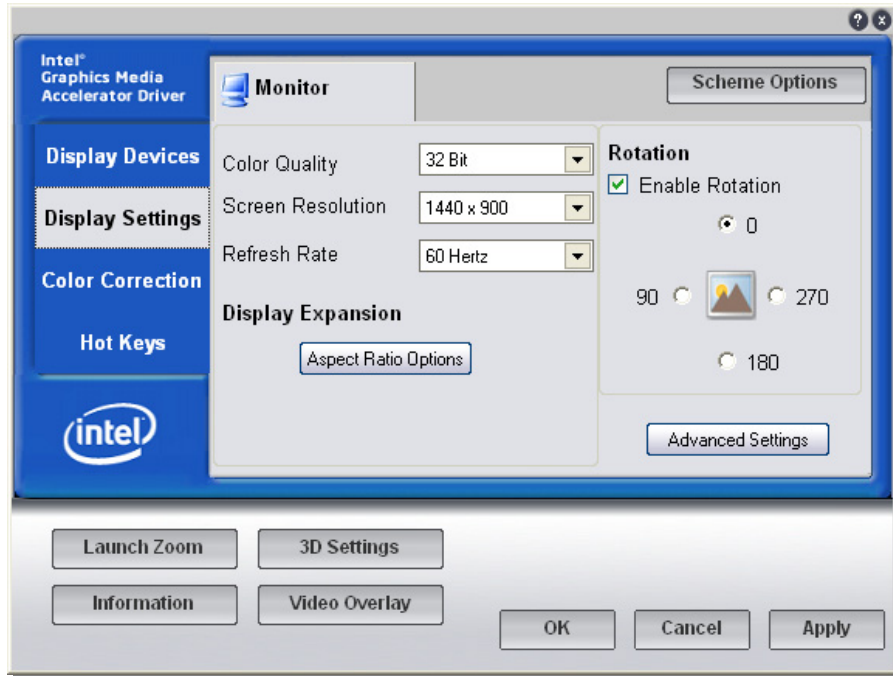 Intel®
Graphics Media
Accelerator Driver
Monitor
Scheme Options
Display Devices
Display Settings
Color Correction
Hot Keys
intel
Color Quality
32 Bit
Screen Resolution
1440 x 900
Refresh Rate
60 Hertz
Display Expansion
Aspect Ratio Options
Rotation
Enable Rotation
0
90
270
180
Advanced Settings
Launch Zoom
3D Settings
Information
Video Overlay
OK
Cancel
Apply